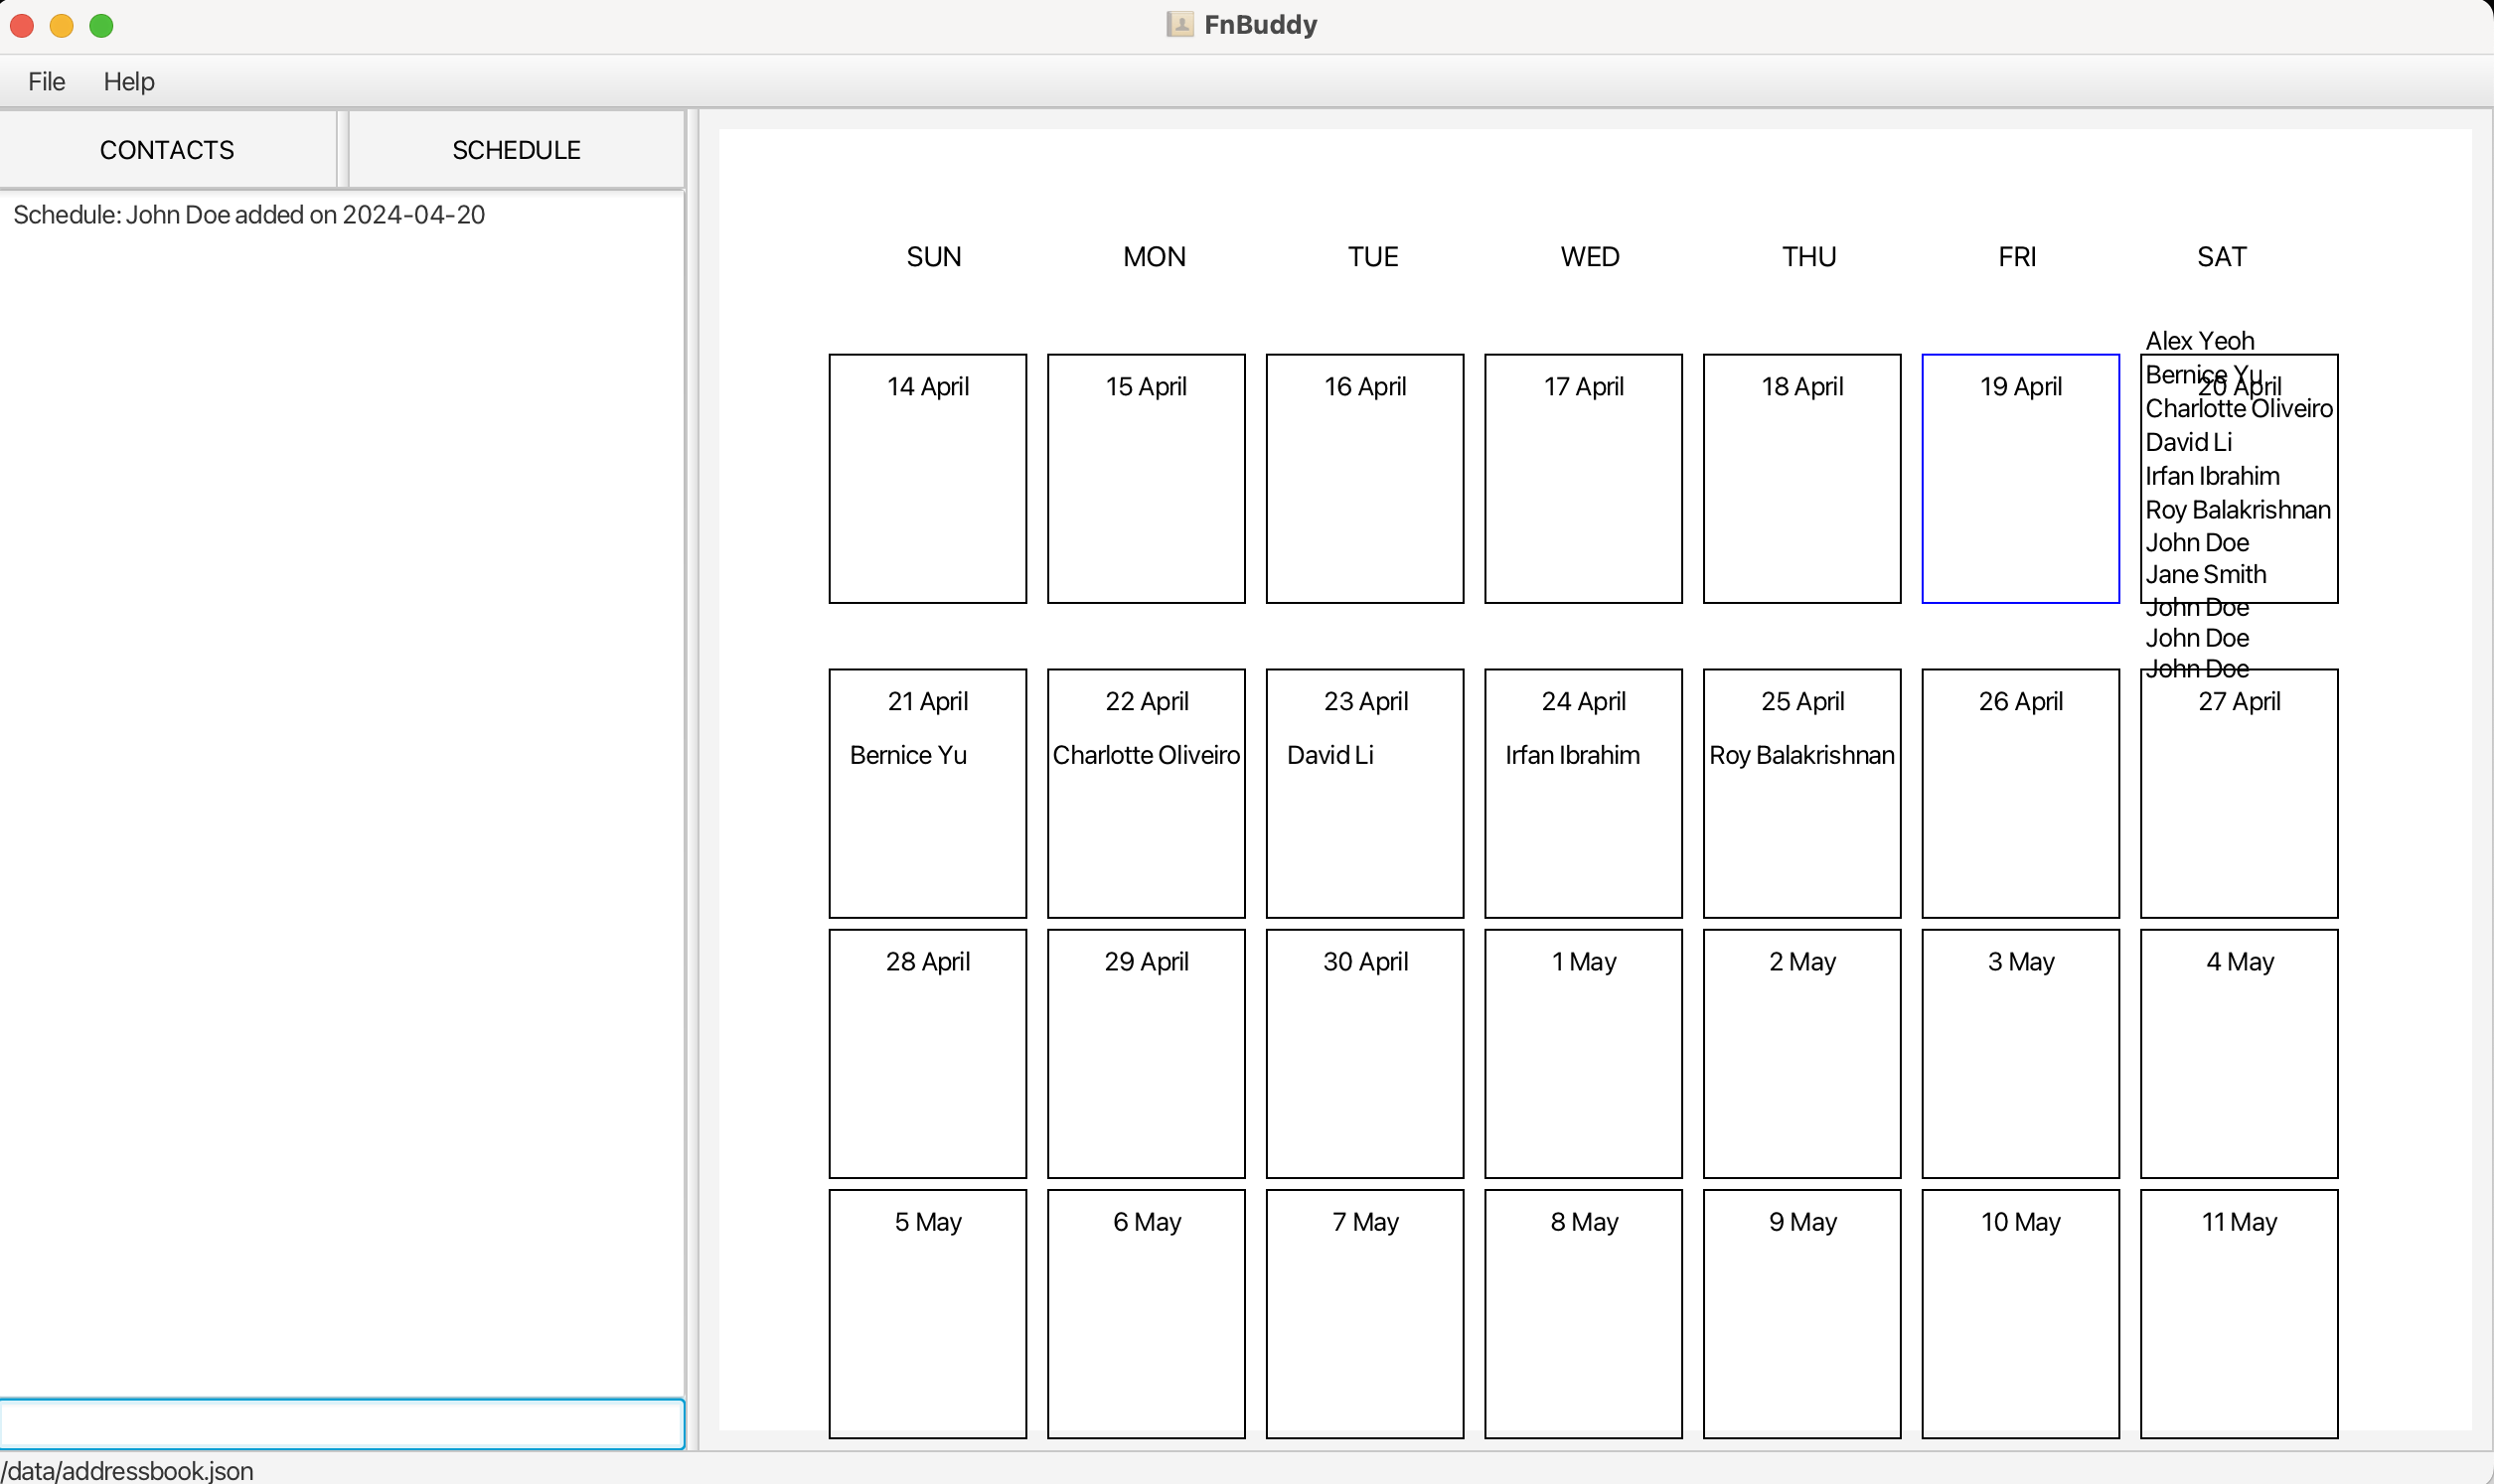 FnBuddy
File Help
CONTACTS SCHEDULE
Schedule: John Doe added on 2024-04-20
SUN MON TUE WED THU FRI SAT
14 April 15 April 16 April 17 April 18 April 19 April 20 April
Alex Yeoh
Bernice Yu
Charlotte Oliveiro
David Li
Irfan Ibrahim
Roy Balakrishnan
John Doe
Jane Smith
John Doe
John Doe
John Doe
21 April 22 April 23 April 24 April 25 April 26 April 27 April
Bernice Yu Charlotte Oliveiro David Li Irfan Ibrahim Roy Balakrishnan
28 April 29 April 30 April 1 May 2 May 3 May 4 May
5 May 6 May 7 May 8 May 9 May 10 May 11 May
/data/addressbook.json